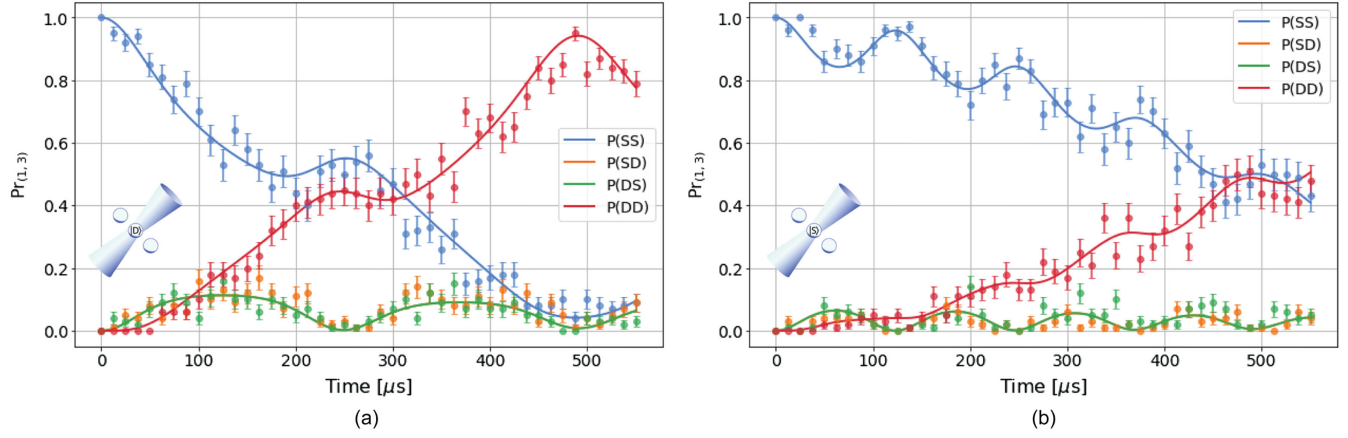 1.0
0.8
0.6
0.4
0.2
0.0
Pr(1, 3)
0 100 200 300 400 500
Time [μs]
P(SS)
P(SD)
P(DS)
P(DD)
|D⟩
(a)
1.0
0.8
0.6
0.4
0.2
0.0
Pr(1, 3)
0 100 200 300 400 500
Time [μs]
P(SS)
P(SD)
P(DS)
P(DD)
|S⟩
(b)